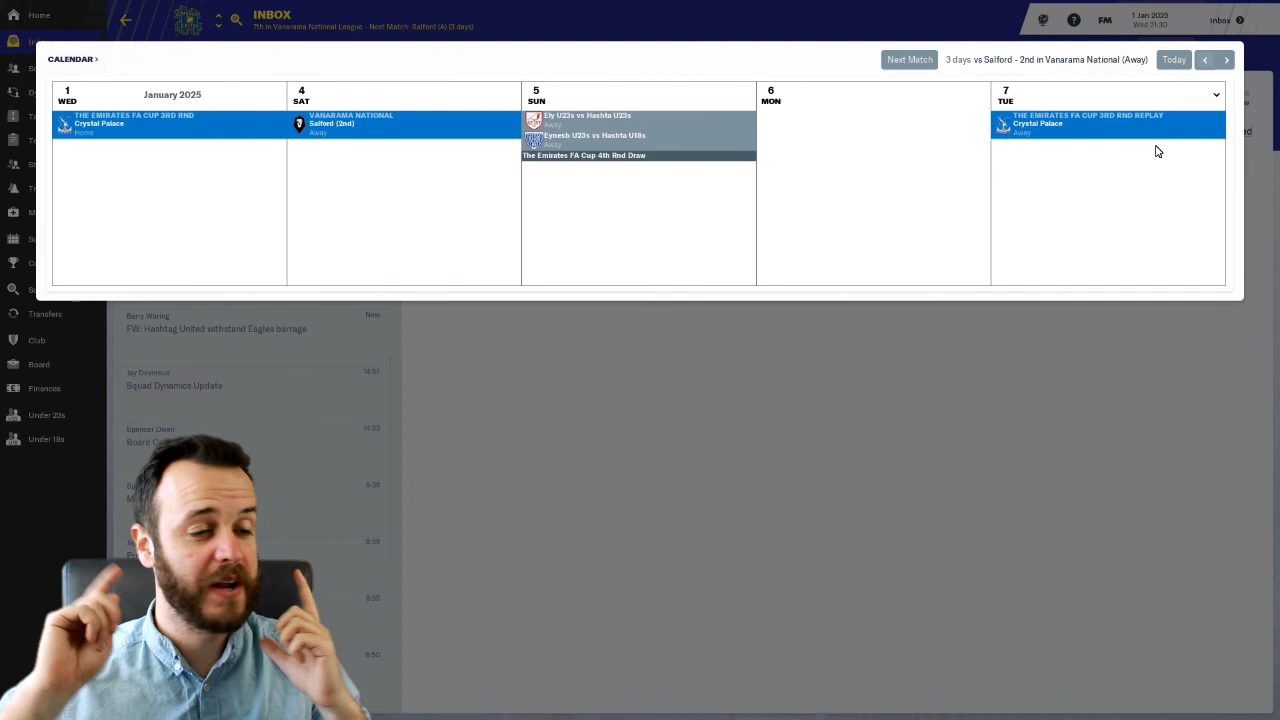 Home
INBOX
7th in Vanarama National League - Next Match: Salford (A) (3 days)
FM
1 Jan 2025
Wed 21:30
Inbox
CALENDAR
Next Match
3 days vs Salford - 2nd in Vanarama National (Away)
Today
1
WED
January 2025
4
SAT
5
SUN
6
MON
7
TUE
THE EMIRATES FA CUP 3RD RND
Crystal Palace
Home
VANARAMA NATIONAL
Salford (2nd)
Away
Ely U23s vs Hashta U23s
Away
Eynesb U23s vs Hashta U18s
Away
The Emirates FA Cup 4th Rnd Draw
THE EMIRATES FA CUP 3RD RND REPLAY
Crystal Palace
Away
Transfers
Club
Board
Finances
Under 23s
Under 18s
Barry Waring
Now
FW: Hashtag United withstand Eagles barrage
Jay Devereux
14:57
Squad Dynamics Update
Spencer Owen
14:53
Board
9:38
8:59
9:55
8:50